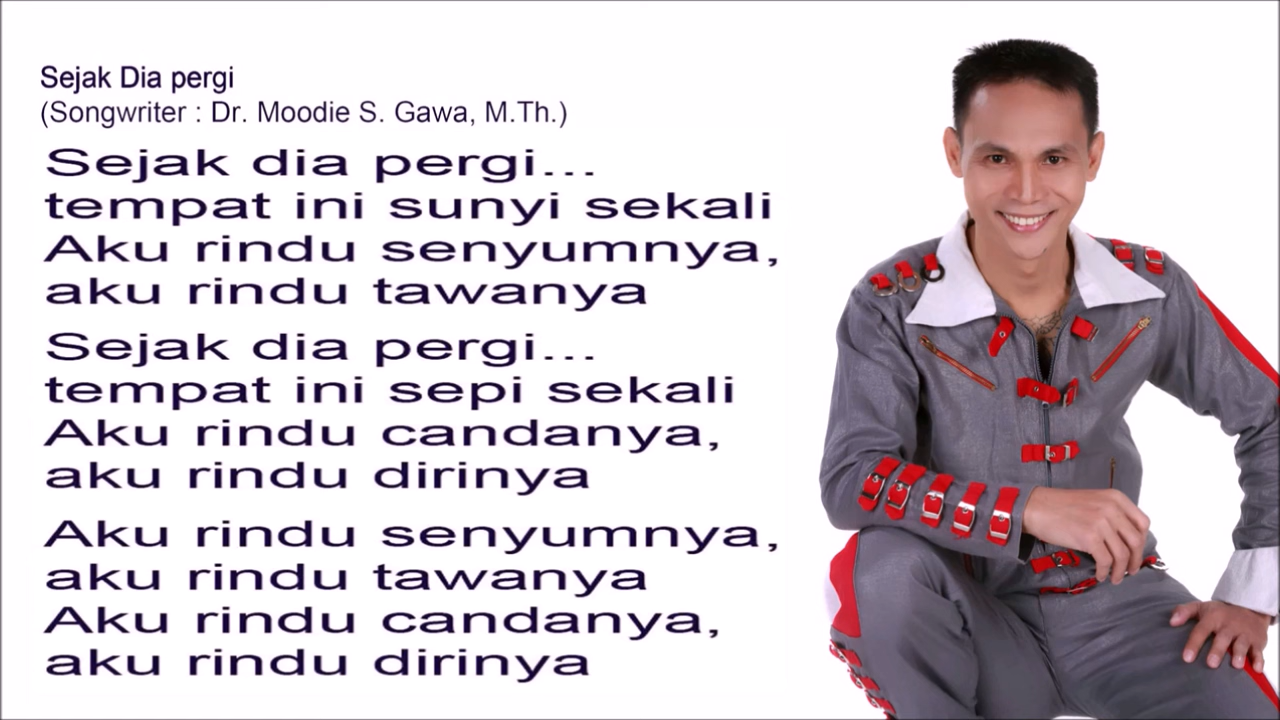 Sejak Dia pergi
(Songwriter : Dr. Moodie S. Gawa, M.Th.)
Sejak dia pergi...
tempat ini sunyi sekali
Aku rindu senyumnya,
aku rindu tawanya
Sejak dia pergi...
tempat ini sepi sekali
Aku rindu candanya,
aku rindu dirinya
Aku rindu senyumnya,
aku rindu tawanya
Aku rindu candanya,
aku rindu dirinya